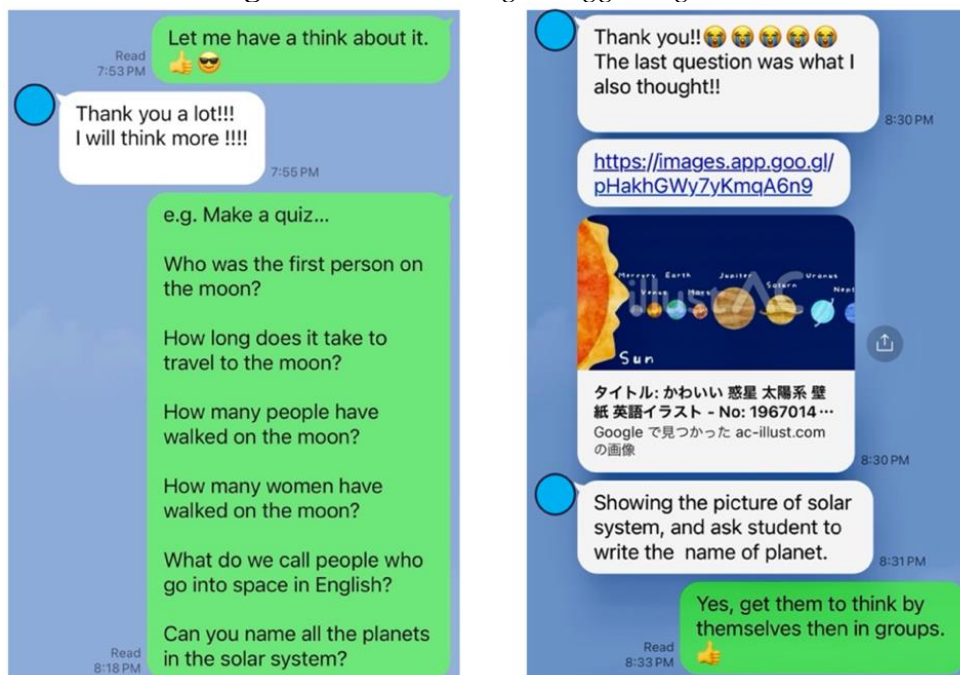 Let me have a think about it.
👍😎
Read
7:53 PM
Thank you a lot!!!
I will think more !!!!
7:55 PM
e.g. Make a quiz...
Who was the first person on
the moon?
How long does it take to
travel to the moon?
How many people have
walked on the moon?
How many women have
walked on the moon?
What do we call people who
go into space in English?
Can you name all the planets
in the solar system?
Read
8:18 PM
Thank you!!😭😭😭😭😭
The last question was what I
also thought!!
8:30 PM
https://images.app.goo.gl/
pHakhGWy7yKmqA6n9
Mercury Earth Jupiter Uranus
Venus Mars Saturn Nept
illust AC
Sun
タイトル: かわいい 惑星 太陽系 壁
紙 英語イラスト - No: 1967014…
Google で見つかった ac-illust.com
の画像
8:30 PM
Showing the picture of solar
system, and ask student to
write the name of planet.
8:31 PM
Yes, get them to think by
themselves then in groups.
👍
Read
8:33 PM